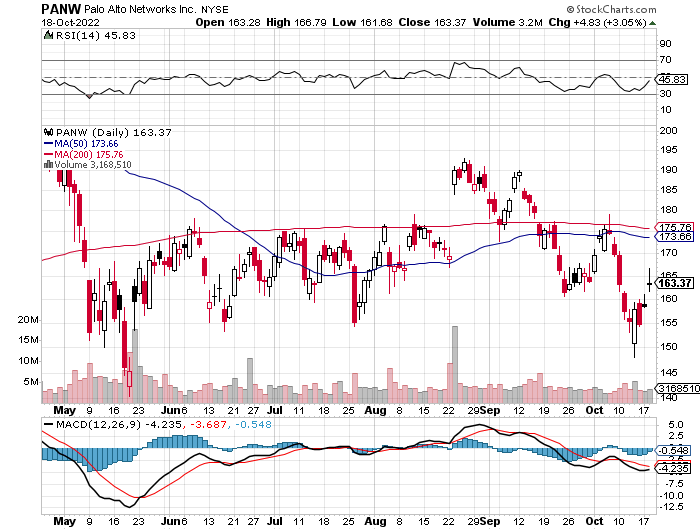 PANW Palo Alto Networks Inc. NYSE © StockCharts.com
18-Oct-2022 Open 163.28 High 166.79 Low 161.68 Close 163.37 Volume 3.2M Chg +4.83 (+3.05%)
RSI(14) 45.83
90
70
50
45.83
30
10
PANW (Daily) 163.37
MA(50) 173.66
MA(200) 175.76
Volume 3,168,510
200
195
190
185
180
175.76
173.66
170
165
163.37
160
155
150
145
140
20M
15M
10M
5M
3168510
May 9 16 23 Jun 6 13 21 27 Jul 11 18 25 Aug 8 15 22 29 Sep 12 19 26 Oct 10 17
MACD(12,26,9) -4.235, -3.687, -0.548
5.0
2.5
-0.548
-4.235
-7.5
-10.0
-12.5
May 9 16 23 Jun 6 13 21 27 Jul 11 18 25 Aug 8 15 22 29 Sep 12 19 26 Oct 10 17